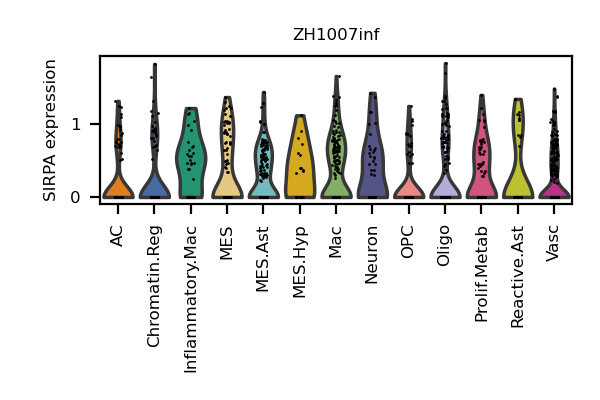 ZH1007inf
SIRPA expression
1
0
AC
Chromatin.Reg
Inflammatory.Mac
MES
MES.Ast
MES.Hyp
Mac
Neuron
OPC
Oligo
Prolif.Metab
Reactive.Ast
Vasc